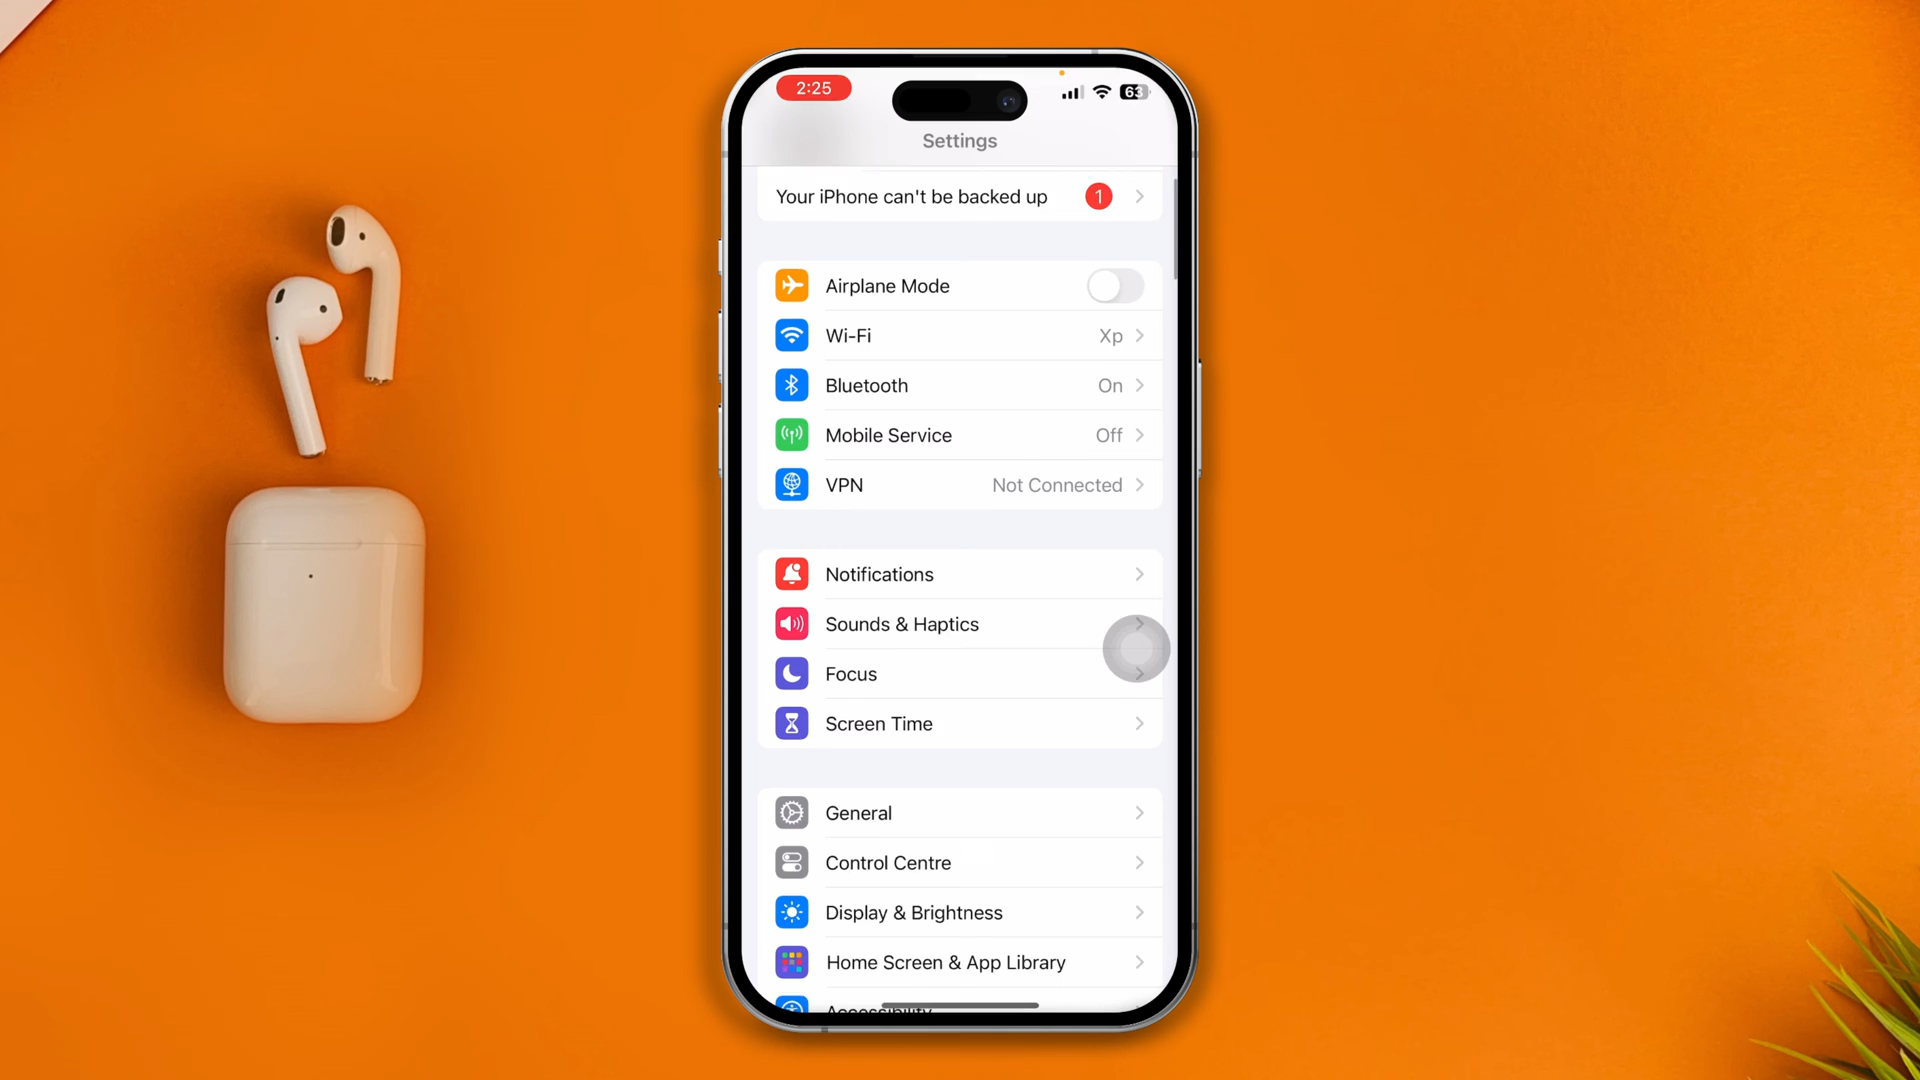 2:25
63
Settings
Your iPhone can't be backed up 1
Airplane Mode
Wi-Fi Xp
Bluetooth On
Mobile Service Off
VPN Not Connected
Notifications
Sounds & Haptics
Focus
Screen Time
General
Control Centre
Display & Brightness
Home Screen & App Library
Accessibility